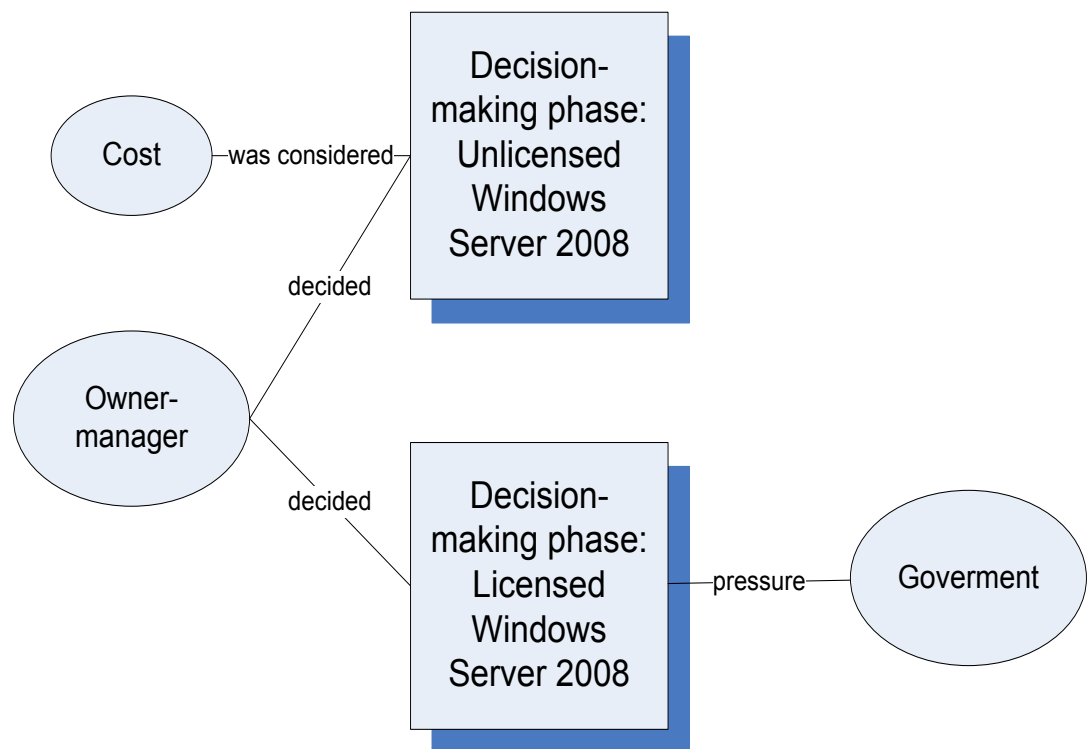 Decision-
making phase:
Unlicensed
Windows
Server 2008
Cost
was considered
decided
Owner-
manager
decided
Decision-
making phase:
Licensed
Windows
Server 2008
pressure
Goverment